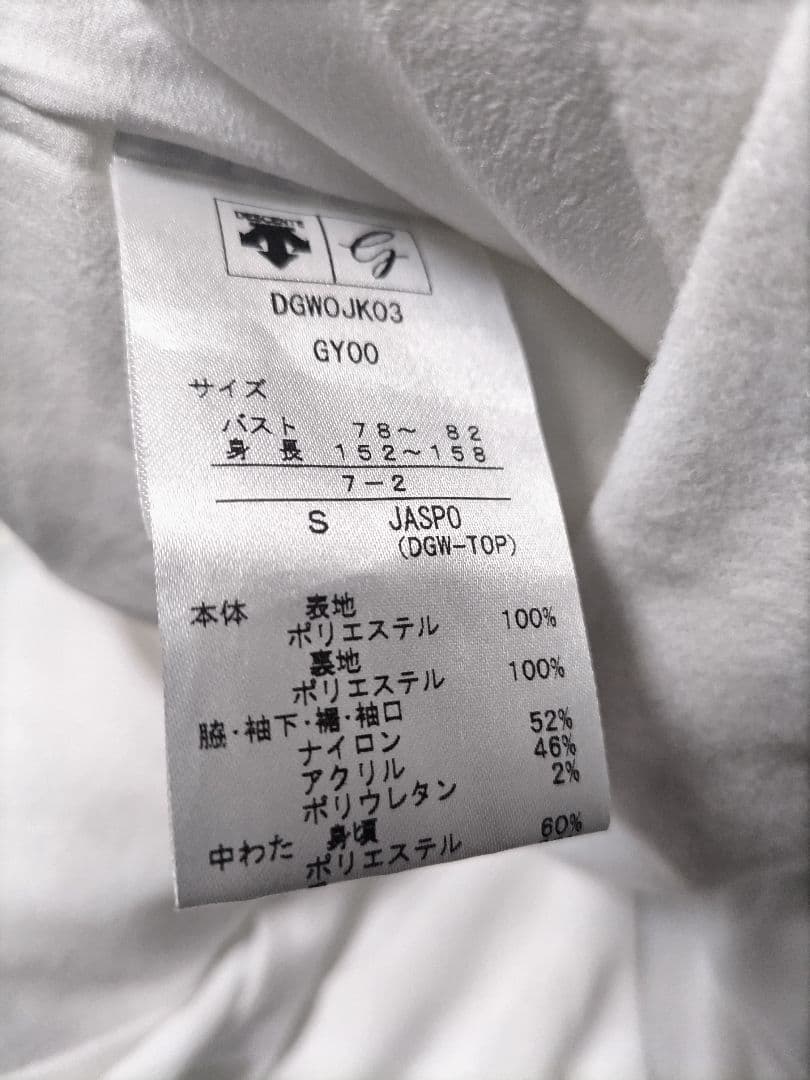 DESCENTE
DGWOJK03
GY00
サイズ
バスト 78～ 82
身 長 152～158
7－2
S JASPO
(DGW-TOP)
本体 表地
ポリエステル 100%
裏地
ポリエステル 100%
脇・袖下・裾・袖口
ナイロン 52%
アクリル 46%
ポリウレタン 2%
中わた 身頃
ポリエステル 60%